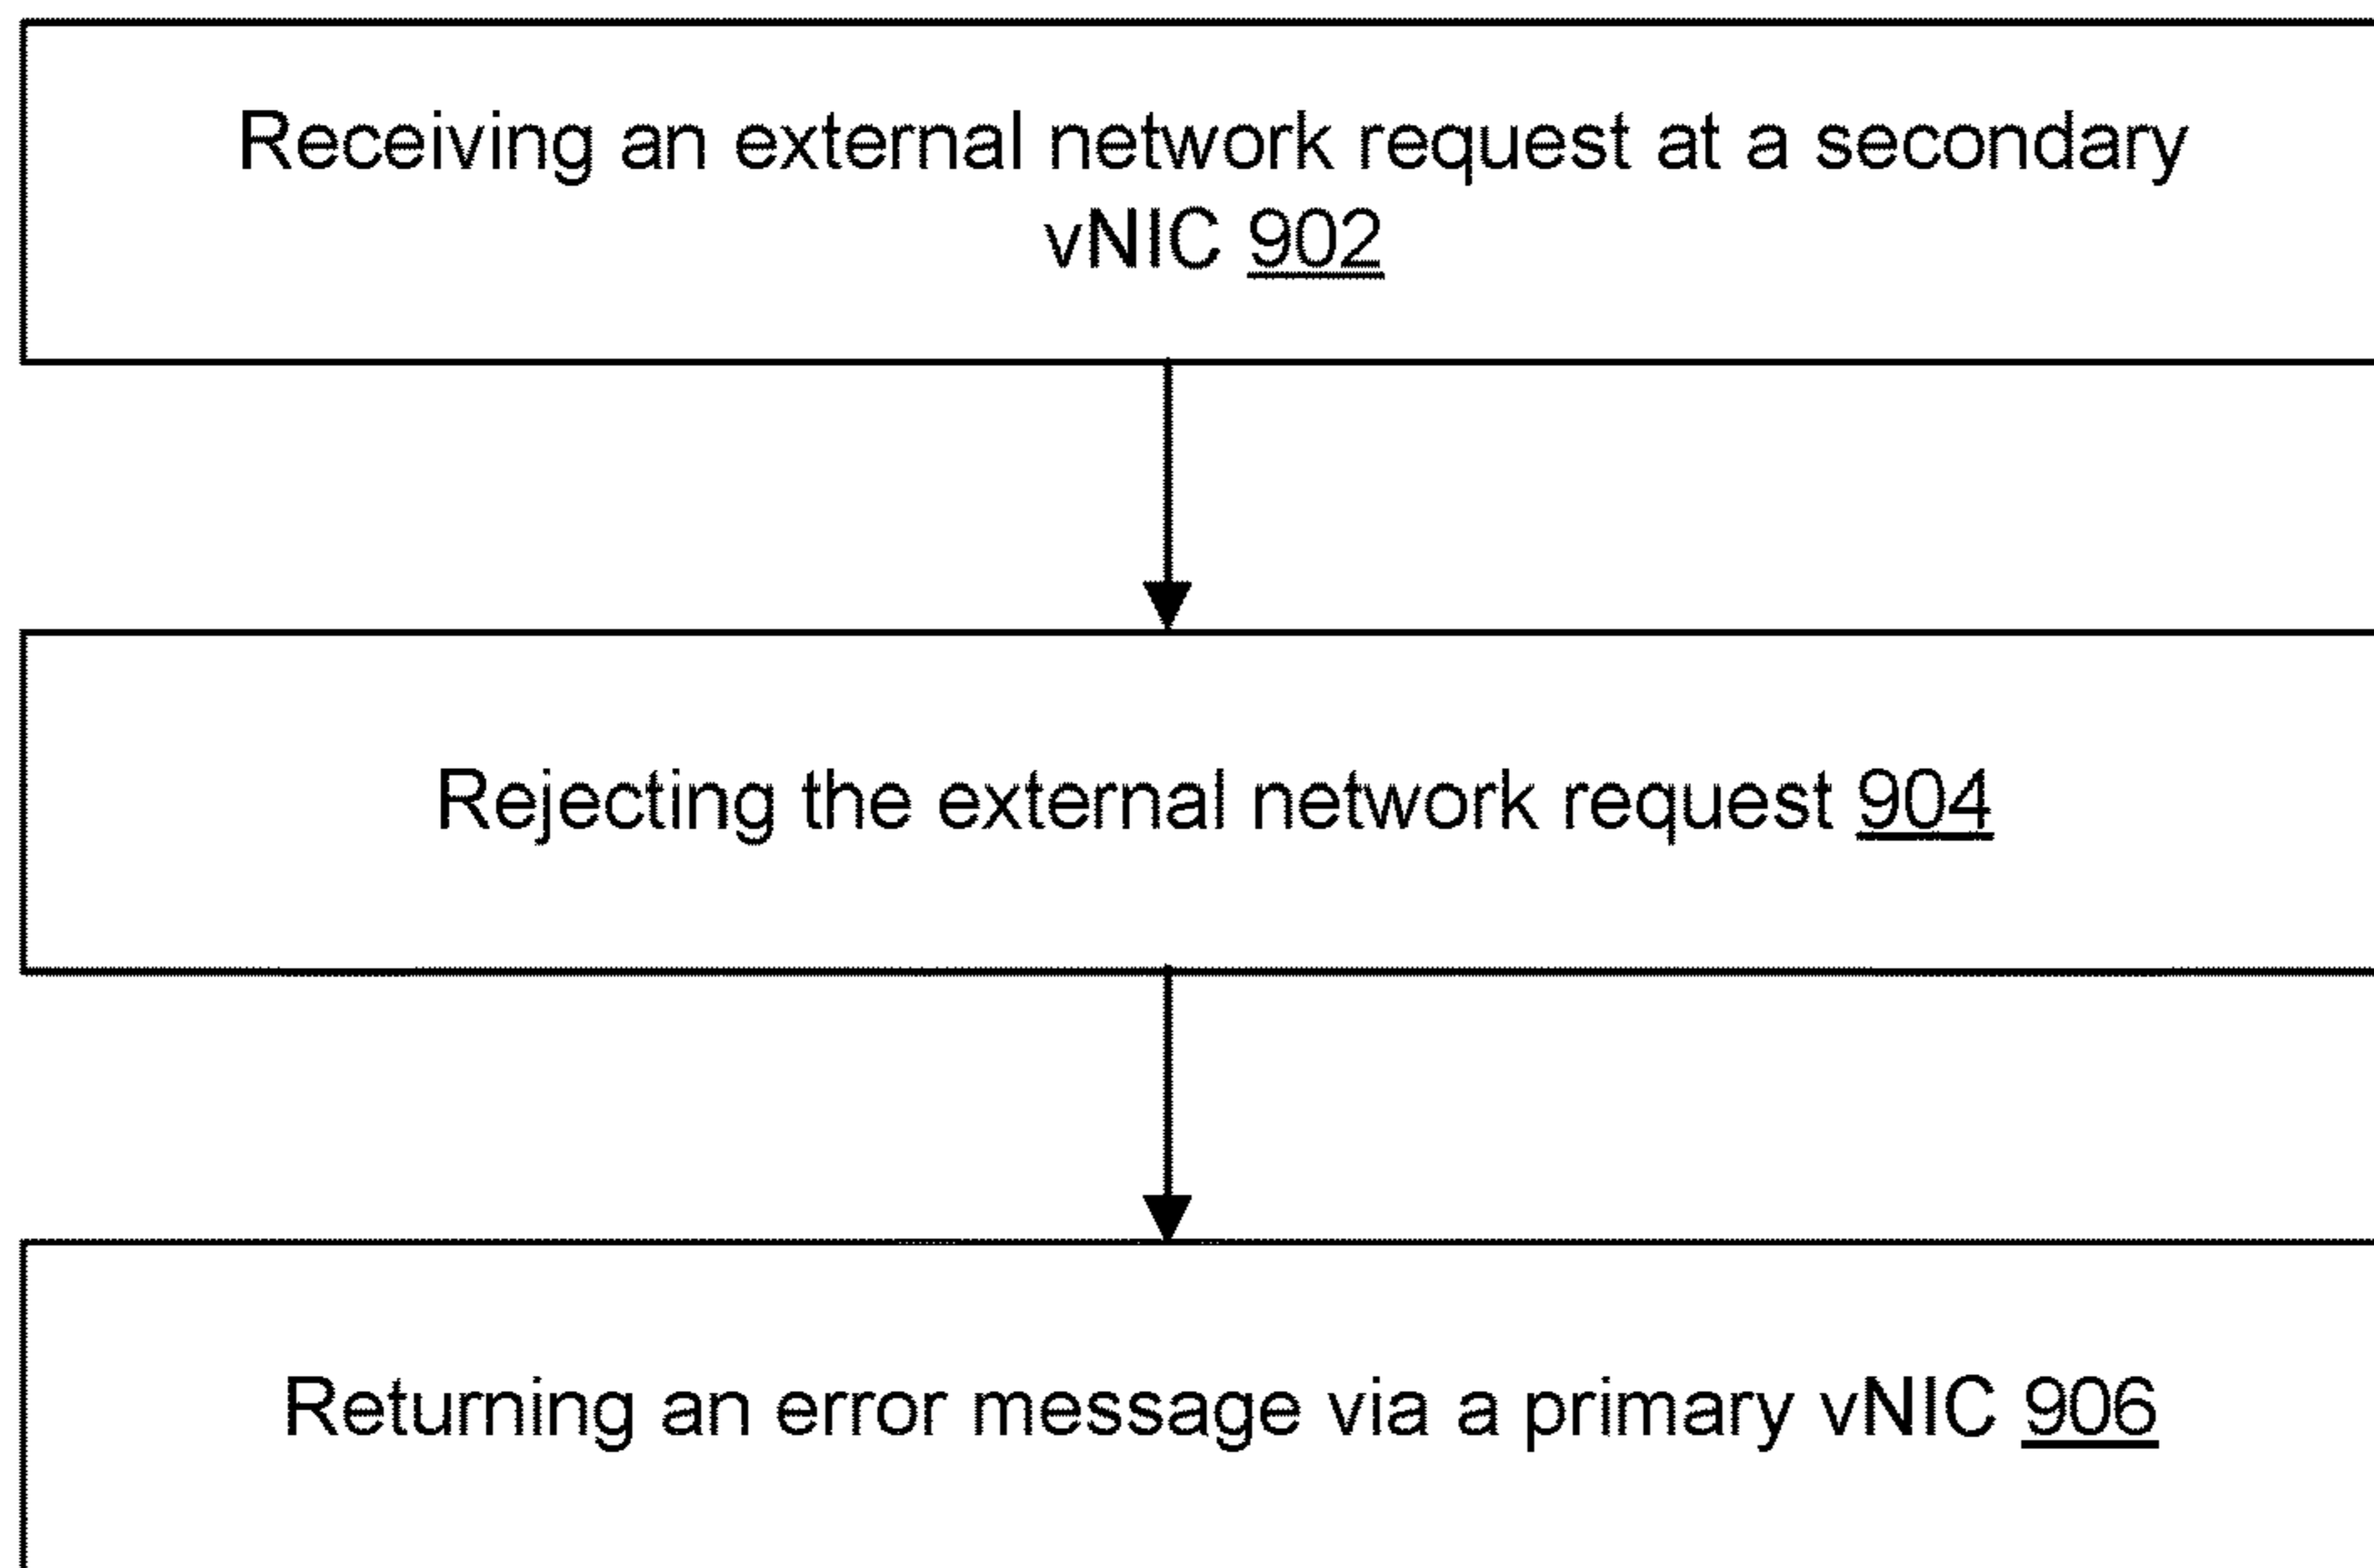 Receiving an external network request at a secondary
vNIC 902
Rejecting the external network request 904
Returning an error message via a primary vNIC 906